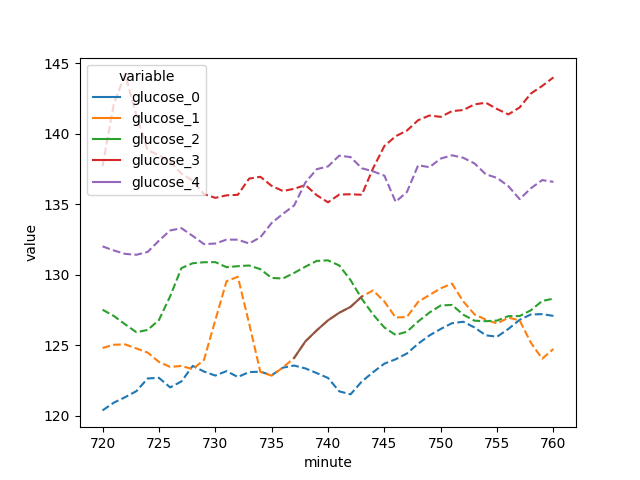 145
140
135
130
125
120
value
variable
glucose_0
glucose_1
glucose_2
glucose_3
glucose_4
720 725 730 735 740 745 750 755 760
minute